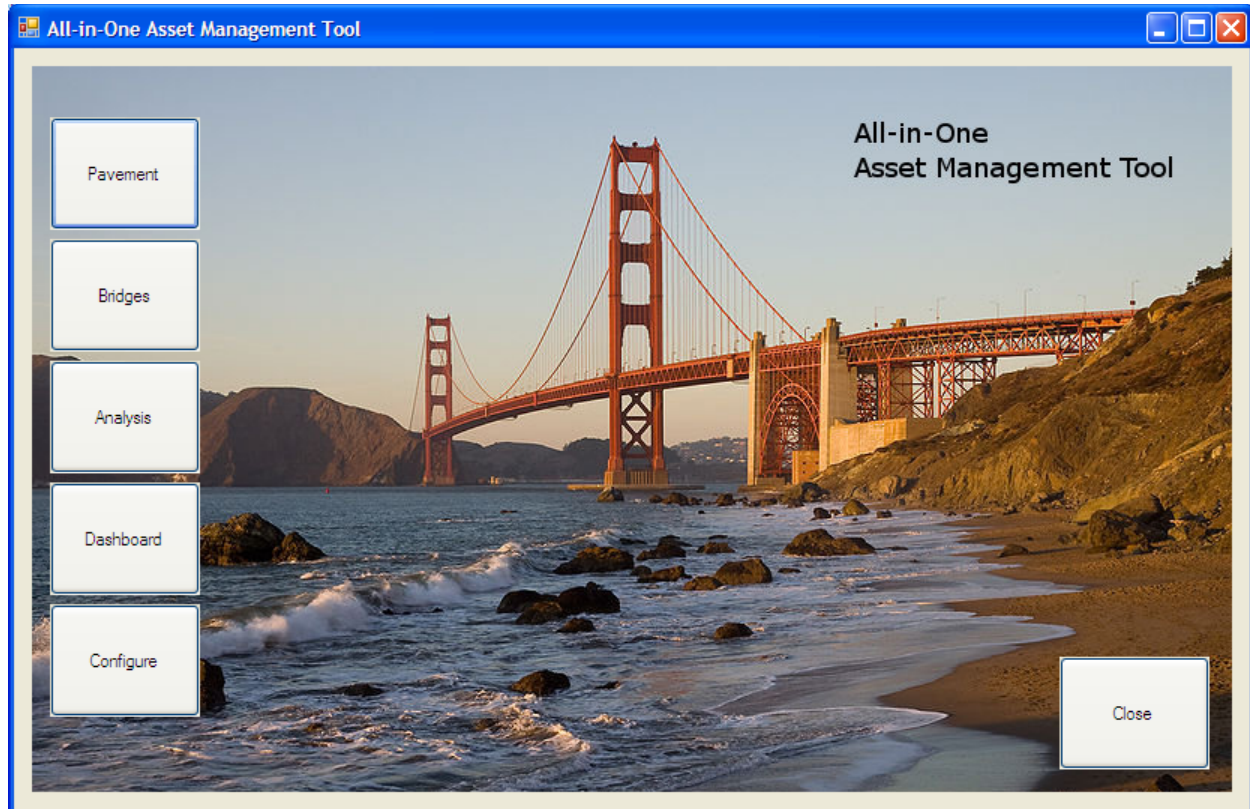 All-in-One Asset Management Tool
All-in-One
Asset Management Tool
Pavement
Bridges
Analysis
Dashboard
Configure
Close